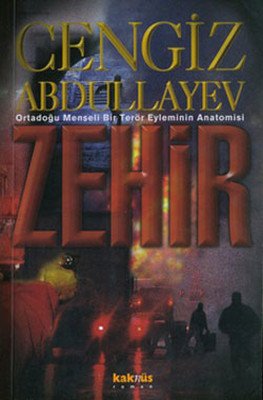 CENGİZ
ABDULLAYEV
Ortadoğu Menşeli Bir Terör Eyleminin Anatomisi
ZEHİR
kaknüs
roman